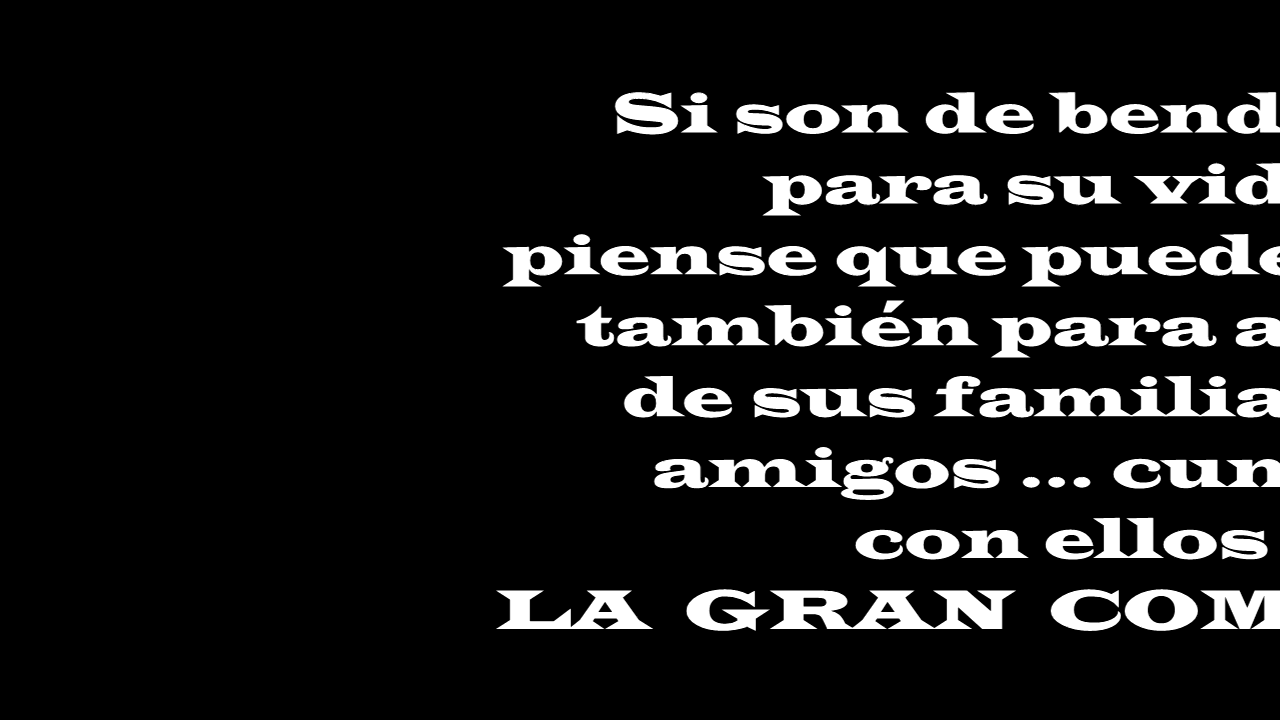 Si son de bend
para su vid
piense que puede
también para a
de sus familia
amigos ... cun
con ellos
LA GRAN COM